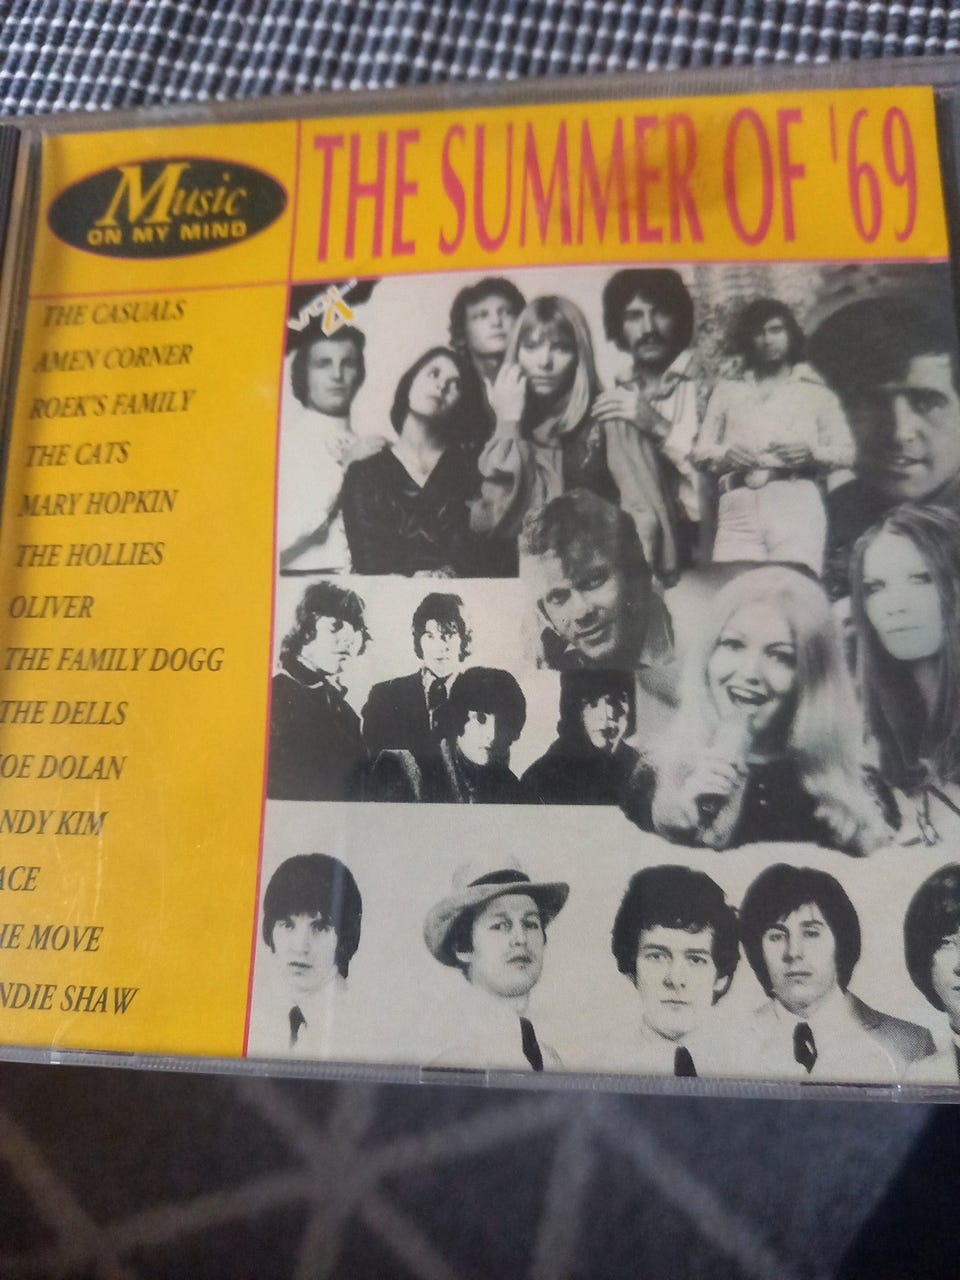 Music
ON MY MIND
THE SUMMER OF '69
THE CASUALS
AMEN CORNER
ROEK'S FAMILY
THE CATS
MARY HOPKIN
THE HOLLIES
OLIVER
THE FAMILY DOGG
THE DELLS
OE DOLAN
NDY KIM
ACE
HE MOVE
NDIE SHAW